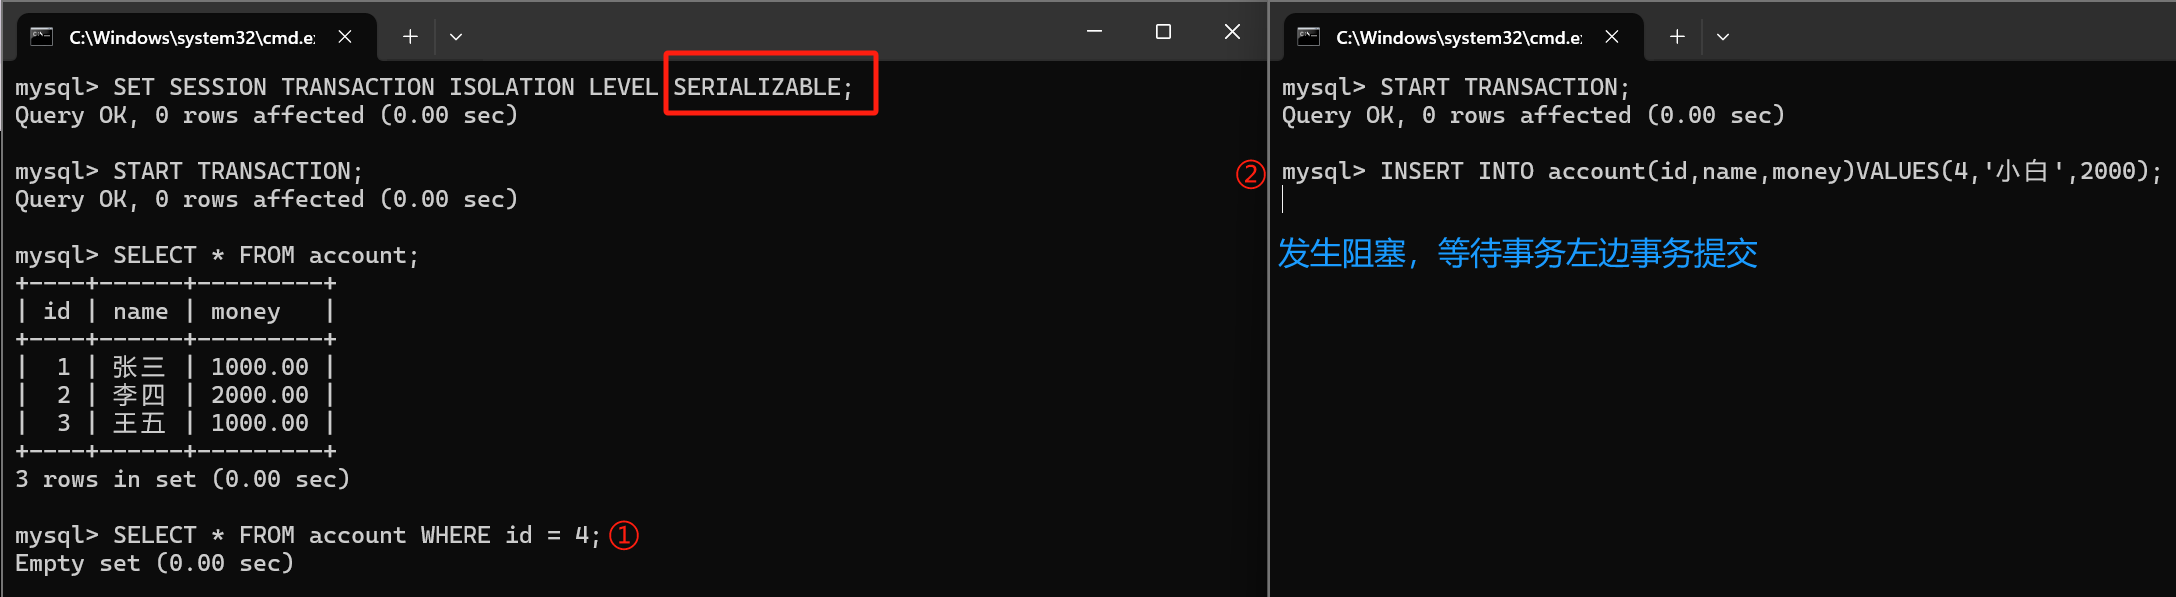 C:\Windows\system32\cmd.e:
mysql> SET SESSION TRANSACTION ISOLATION LEVEL SERIALIZABLE;
Query OK, 0 rows affected (0.00 sec)
mysql> START TRANSACTION;
Query OK, 0 rows affected (0.00 sec)
mysql> SELECT * FROM account;
+----+------+---------+
| id | name | money   |
+----+------+---------+
|  1 | 张三 | 1000.00 |
|  2 | 李四 | 2000.00 |
|  3 | 王五 | 1000.00 |
+----+------+---------+
3 rows in set (0.00 sec)
mysql> SELECT * FROM account WHERE id = 4; ①
Empty set (0.00 sec)
C:\Windows\system32\cmd.e:
mysql> START TRANSACTION;
Query OK, 0 rows affected (0.00 sec)
② mysql> INSERT INTO account(id,name,money)VALUES(4,'小白',2000);
发生阻塞，等待事务左边事务提交